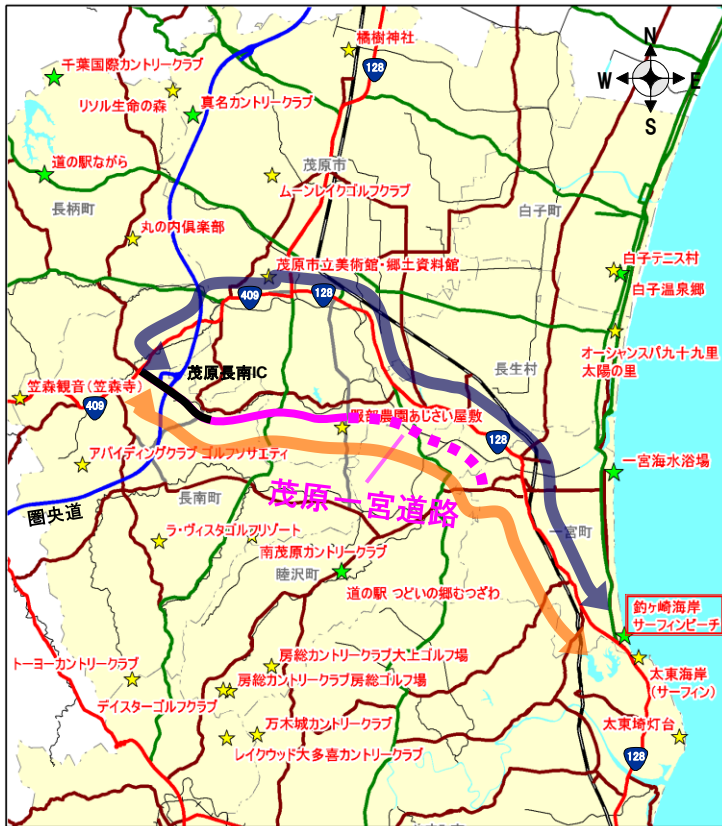 橘樹神社
N
W
E
S
128
千葉国際カントリークラブ
リソル生命の森
真名カントリークラブ
茂原市
道の駅ながら
ムーンレイクゴルフクラブ
長柄町
白子町
丸の内倶楽部
白子テニス村
茂原市立美術館・郷土資料館
白子温泉郷
409
128
オーシャンスパ九十九里
太陽の里
長生村
茂原長南IC
笠森観音(笠森寺)
409
服部農園あじさい屋敷
128
アバイディングクラブ ゴルフソサエティ
一宮海水浴場
茂原一宮道路
長南町
圏央道
一宮町
ラ・ヴィスタゴルフリゾート
南茂原カントリークラブ
睦沢町
道の駅 つどいの郷むつざわ
釣ヶ崎海岸
サーフィンビーチ
トーヨーカントリークラブ
房総カントリークラブ大上ゴルフ場
太東海岸
(サーフィン)
房総カントリークラブ房総ゴルフ場
デイスターゴルフクラブ
万木城カントリークラブ
太東埼灯台
レイクウッド大多喜カントリークラブ
128